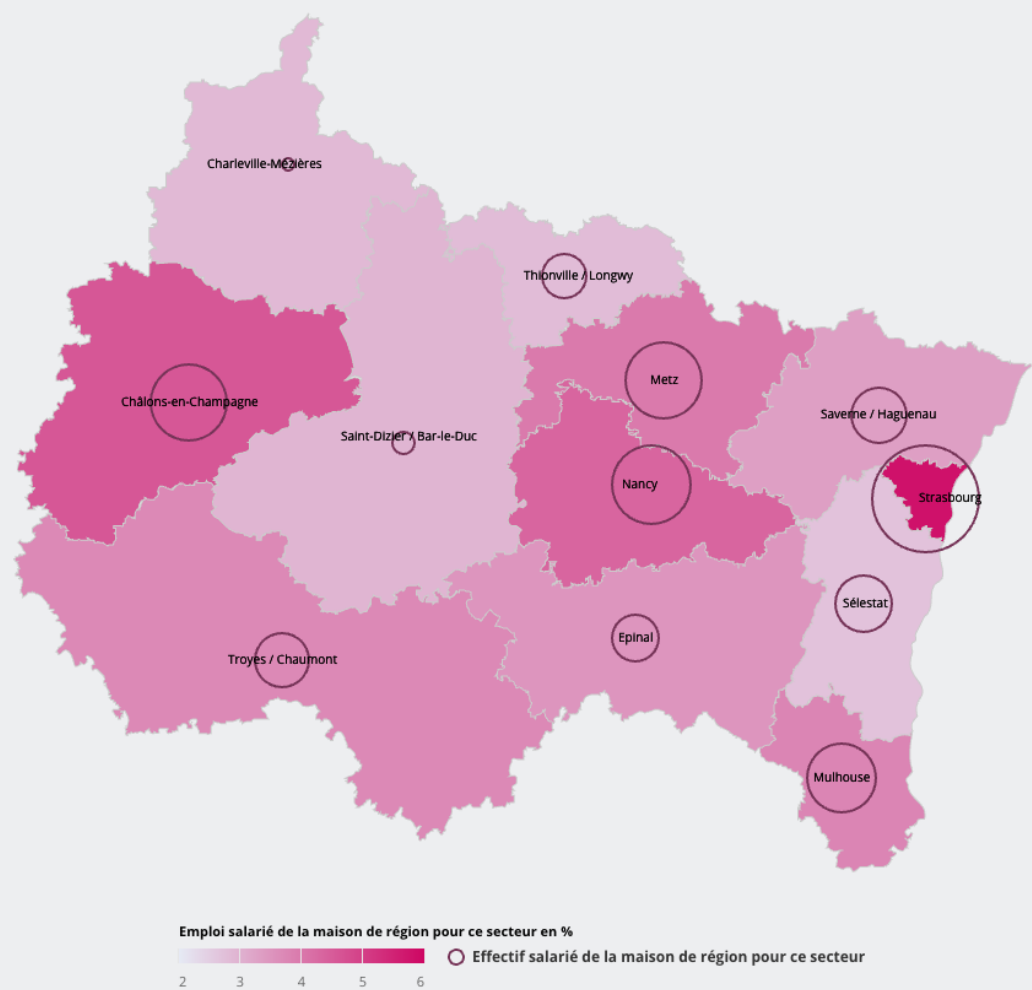 Charleville-Mézières
Thionville / Longwy
Metz
Châlons-en-Champagne
Saverne / Haguenau
Saint-Dizier / Bar-le-Duc
Nancy
Strasbourg
Sélestat
Epinal
Troyes / Chaumont
Mulhouse
Emploi salarié de la maison de région pour ce secteur en %
Effectif salarié de la maison de région pour ce secteur
2 3 4 5 6